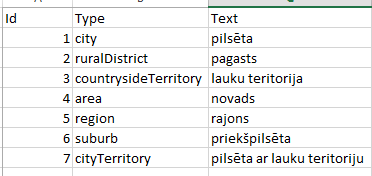 Id Type Text
1 city pilsēta
2 ruralDistrict pagasts
3 countrysideTerritory lauku teritorija
4 area novads
5 region rajons
6 suburb priekšpilsēta
7 cityTerritory pilsēta ar lauku teritoriju